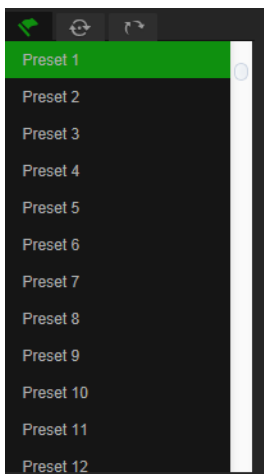 Preset 1
Preset 2
Preset 3
Preset 4
Preset 5
Preset 6
Preset 7
Preset 8
Preset 9
Preset 10
Preset 11
Preset 12